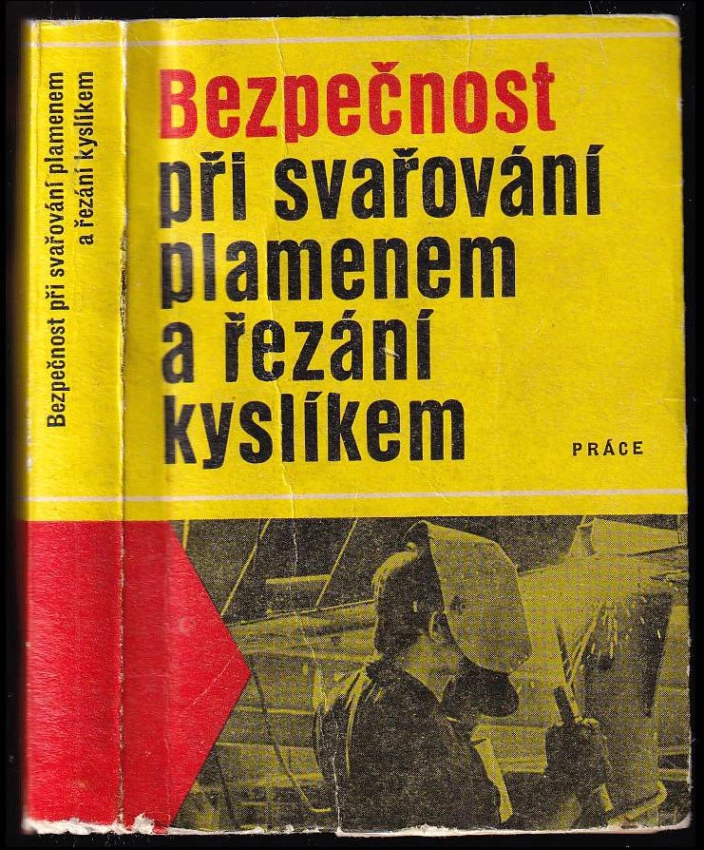 Bezpečnost při svařování plamenem
a řezání kyslíkem
Bezpečnost
při svařování
plamenem
a řezání
kyslíkem
PRÁCE